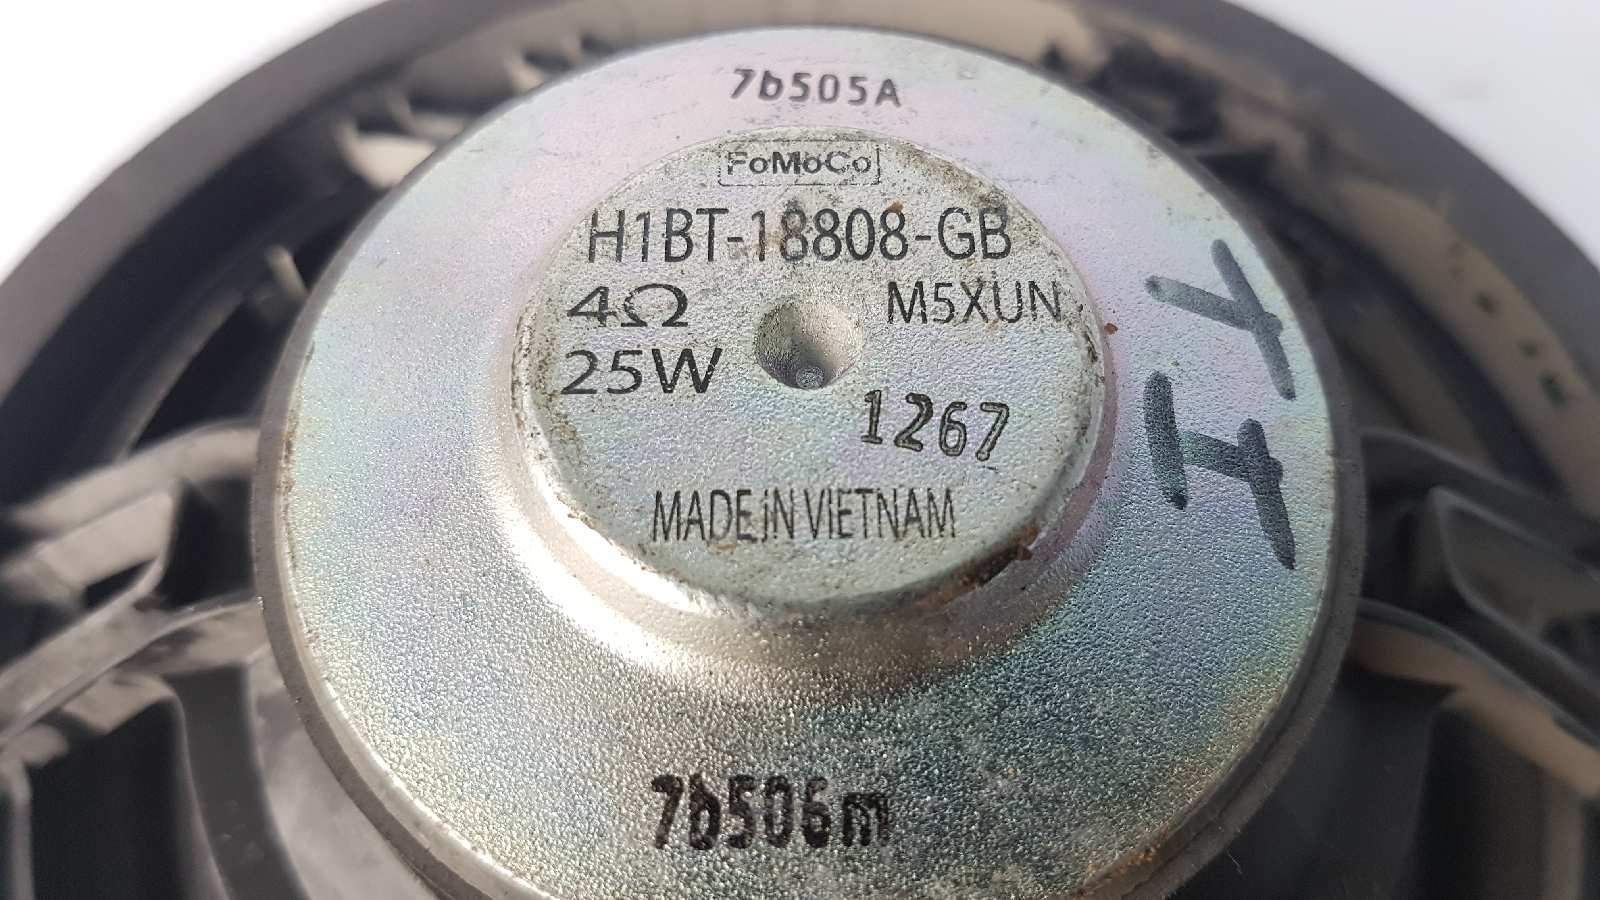 7b505A
FoMoCo
H1BT-18808-GB
4Ω
M5XUN
25W
1267
MADE iN VIETNAM
7b506m